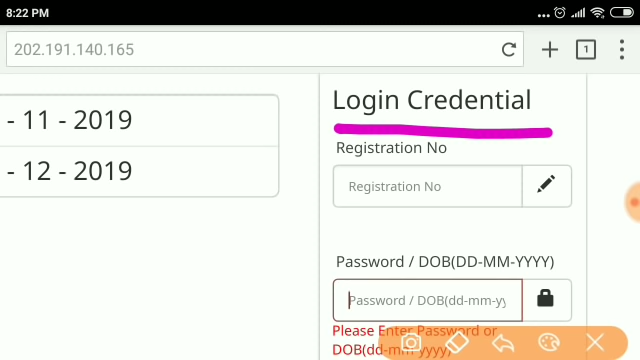 8:22 PM
202.191.140.165
1
- 11 - 2019
- 12 - 2019
Login Credential
Registration No
Registration No
Password / DOB(DD-MM-YYYY)
Password / DOB(dd-mm-yy
Please Enter Password or
DOB(dd-mm-yyyy)